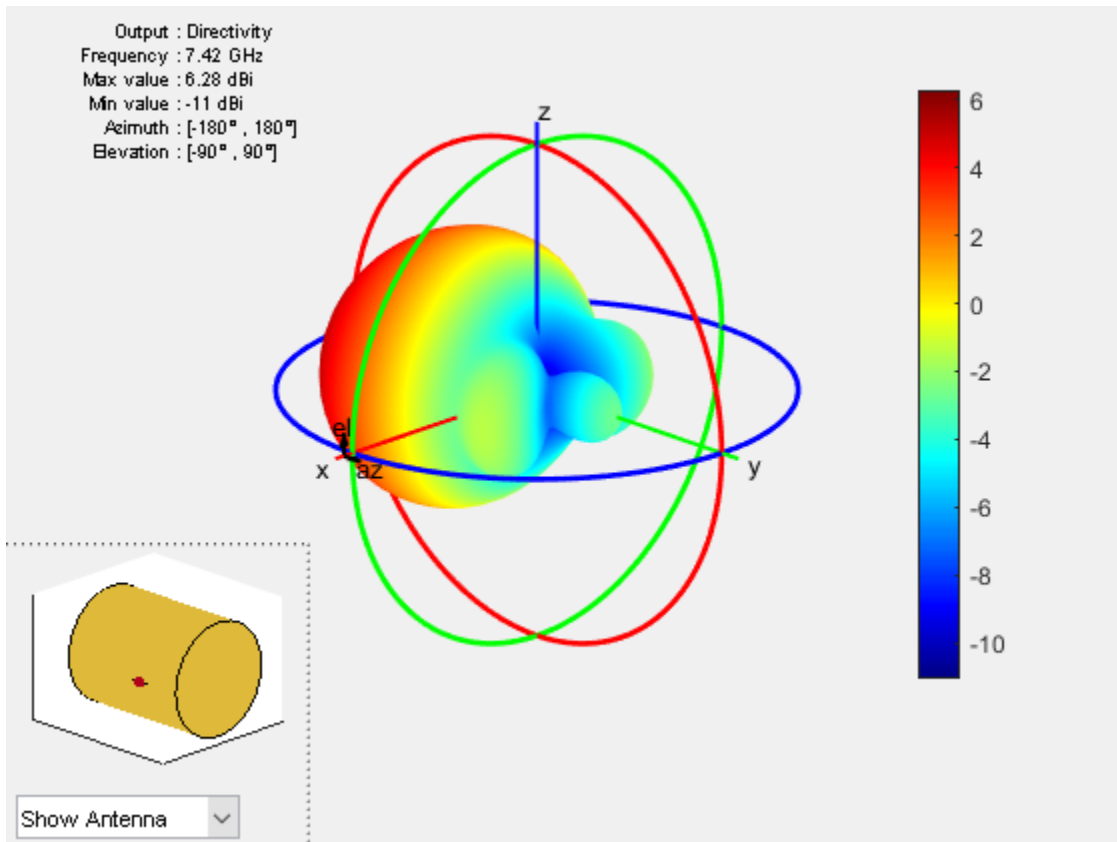 Output : Directivity
Frequency : 7.42 GHz
Max value : 6.28 dBi
Min value : -11 dBi
Azimuth : [-180° , 180°]
Elevation : [-90° , 90°]
z
6
4
2
0
-2
-4
-6
-8
-10
el
x
az
y
Show Antenna